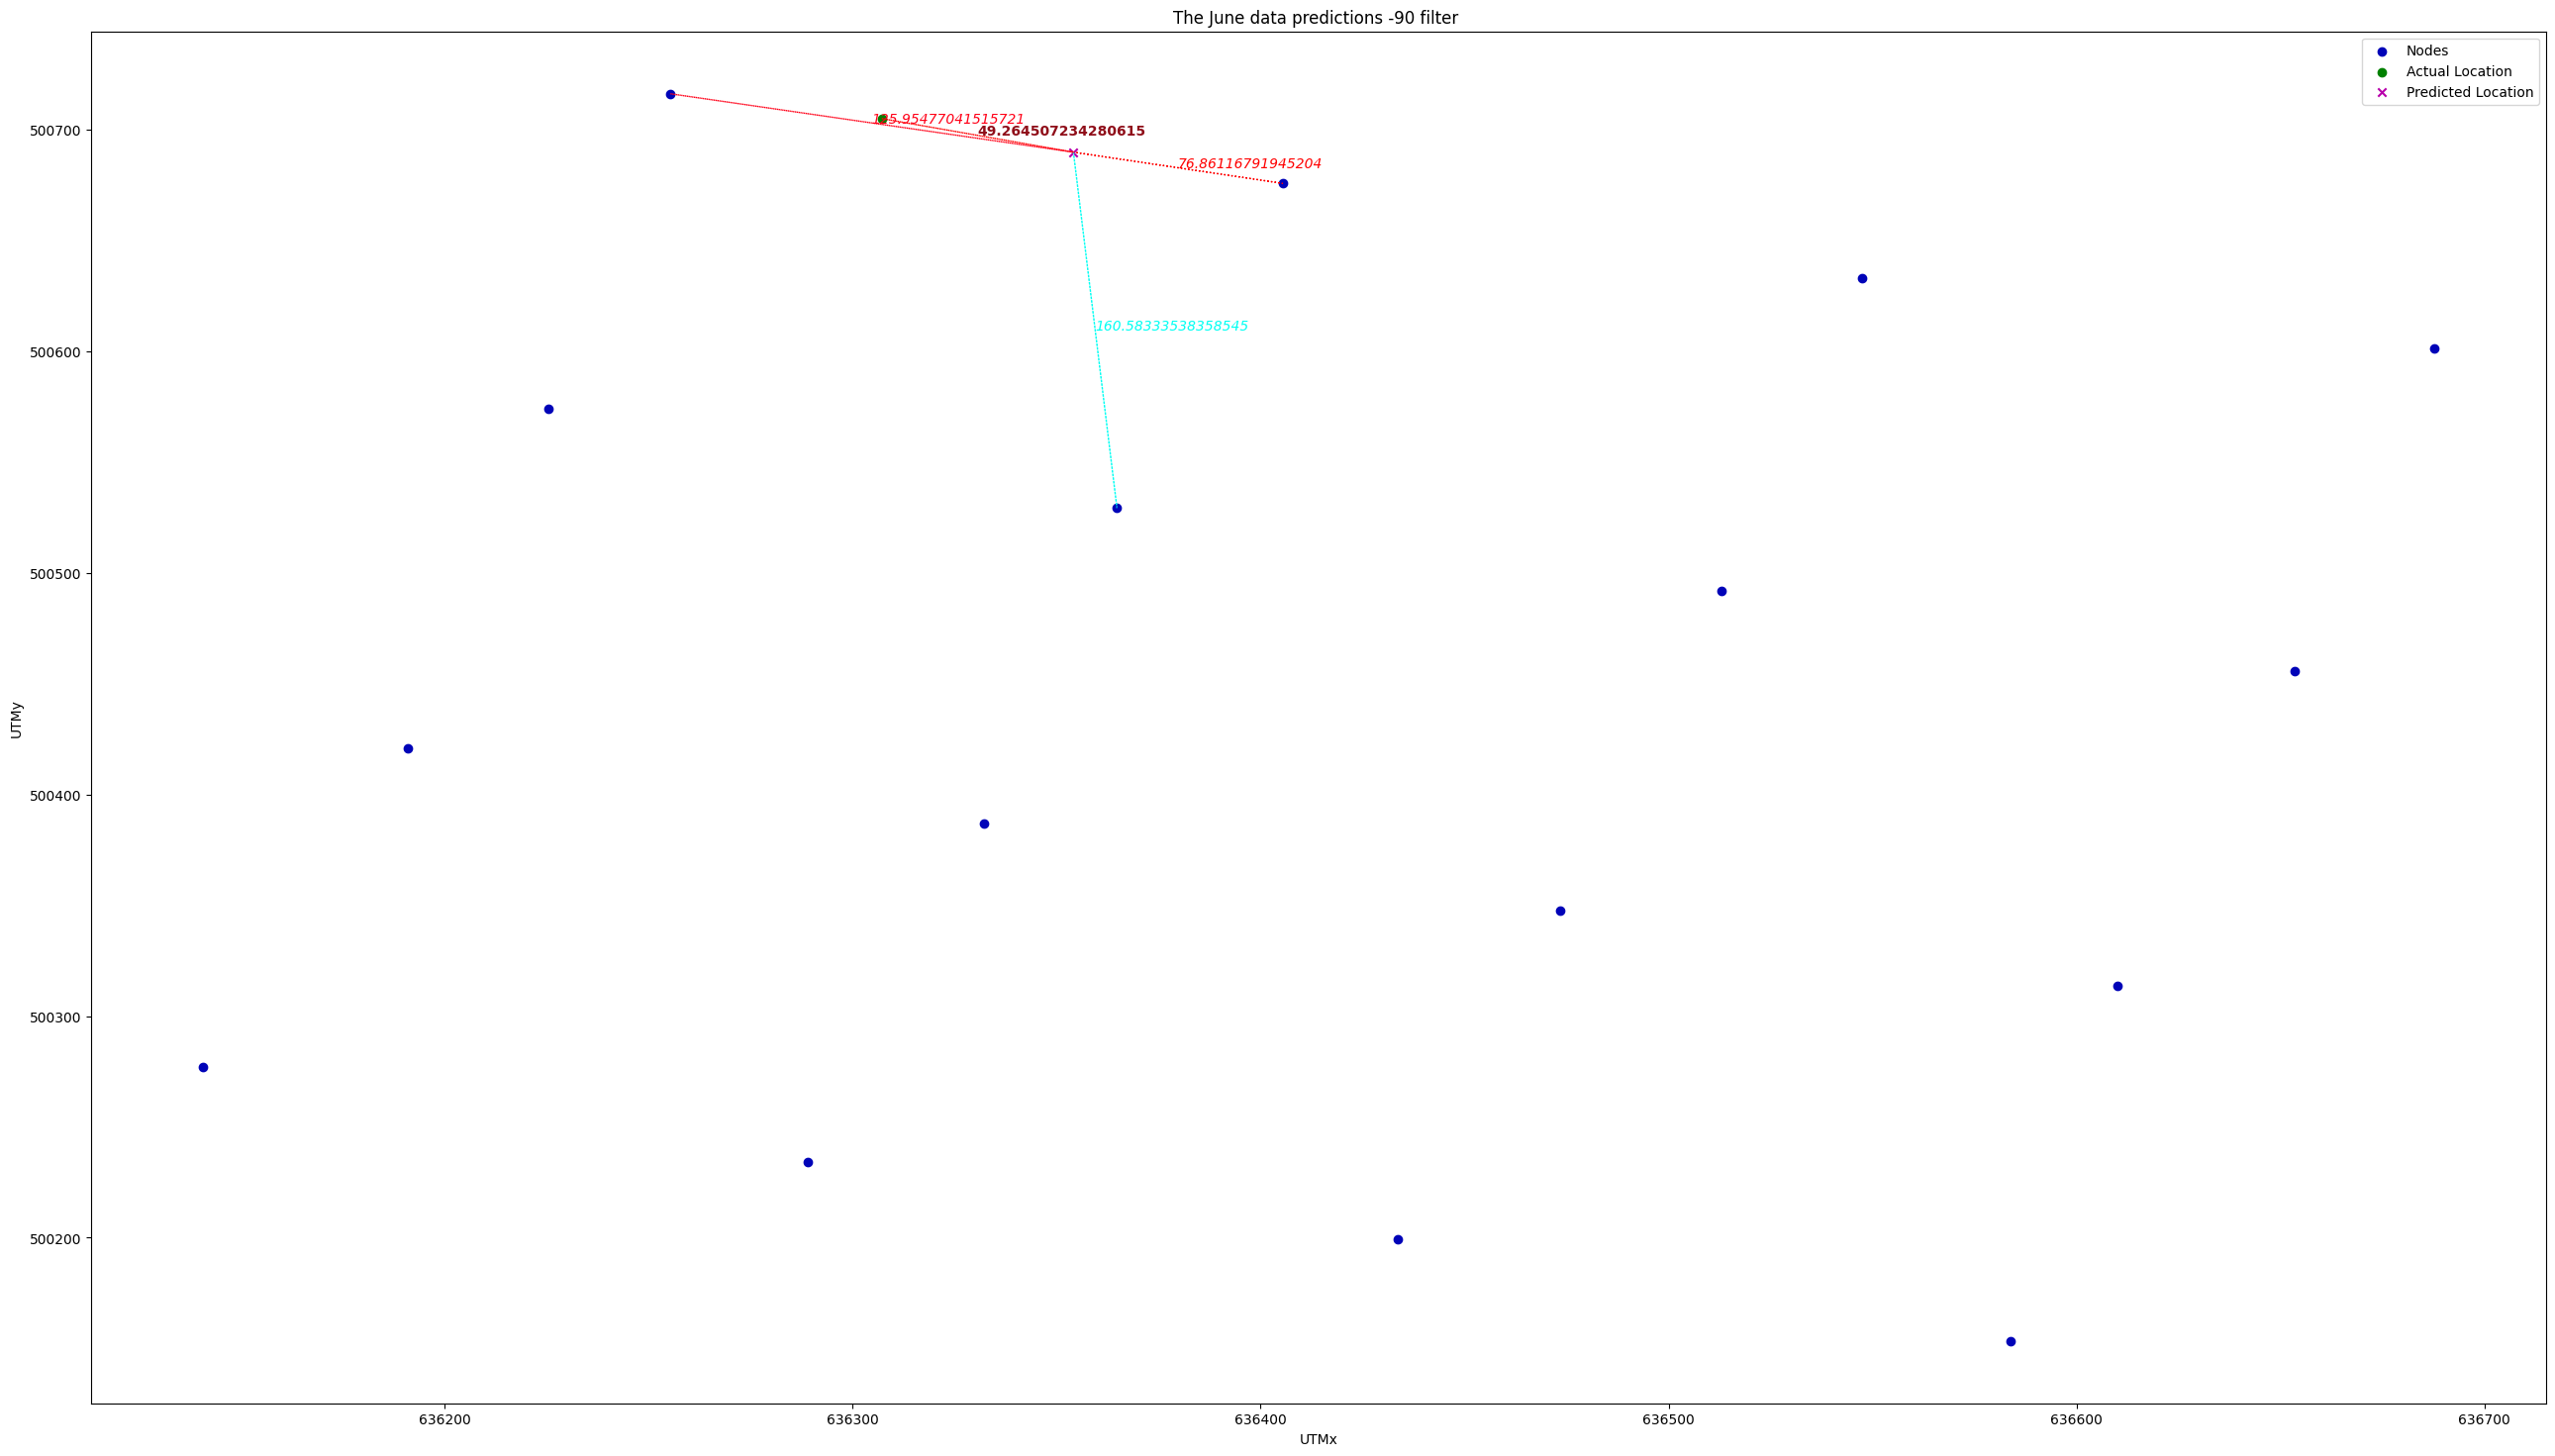 The June data predictions -90 filter
Nodes
Actual Location
Predicted Location
49.264507234280615
76.86116791945204
160.58333538358545
500700
500600
500500
500400
500300
500200
UTMy
636200
636300
636400
636500
636600
636700
UTMx